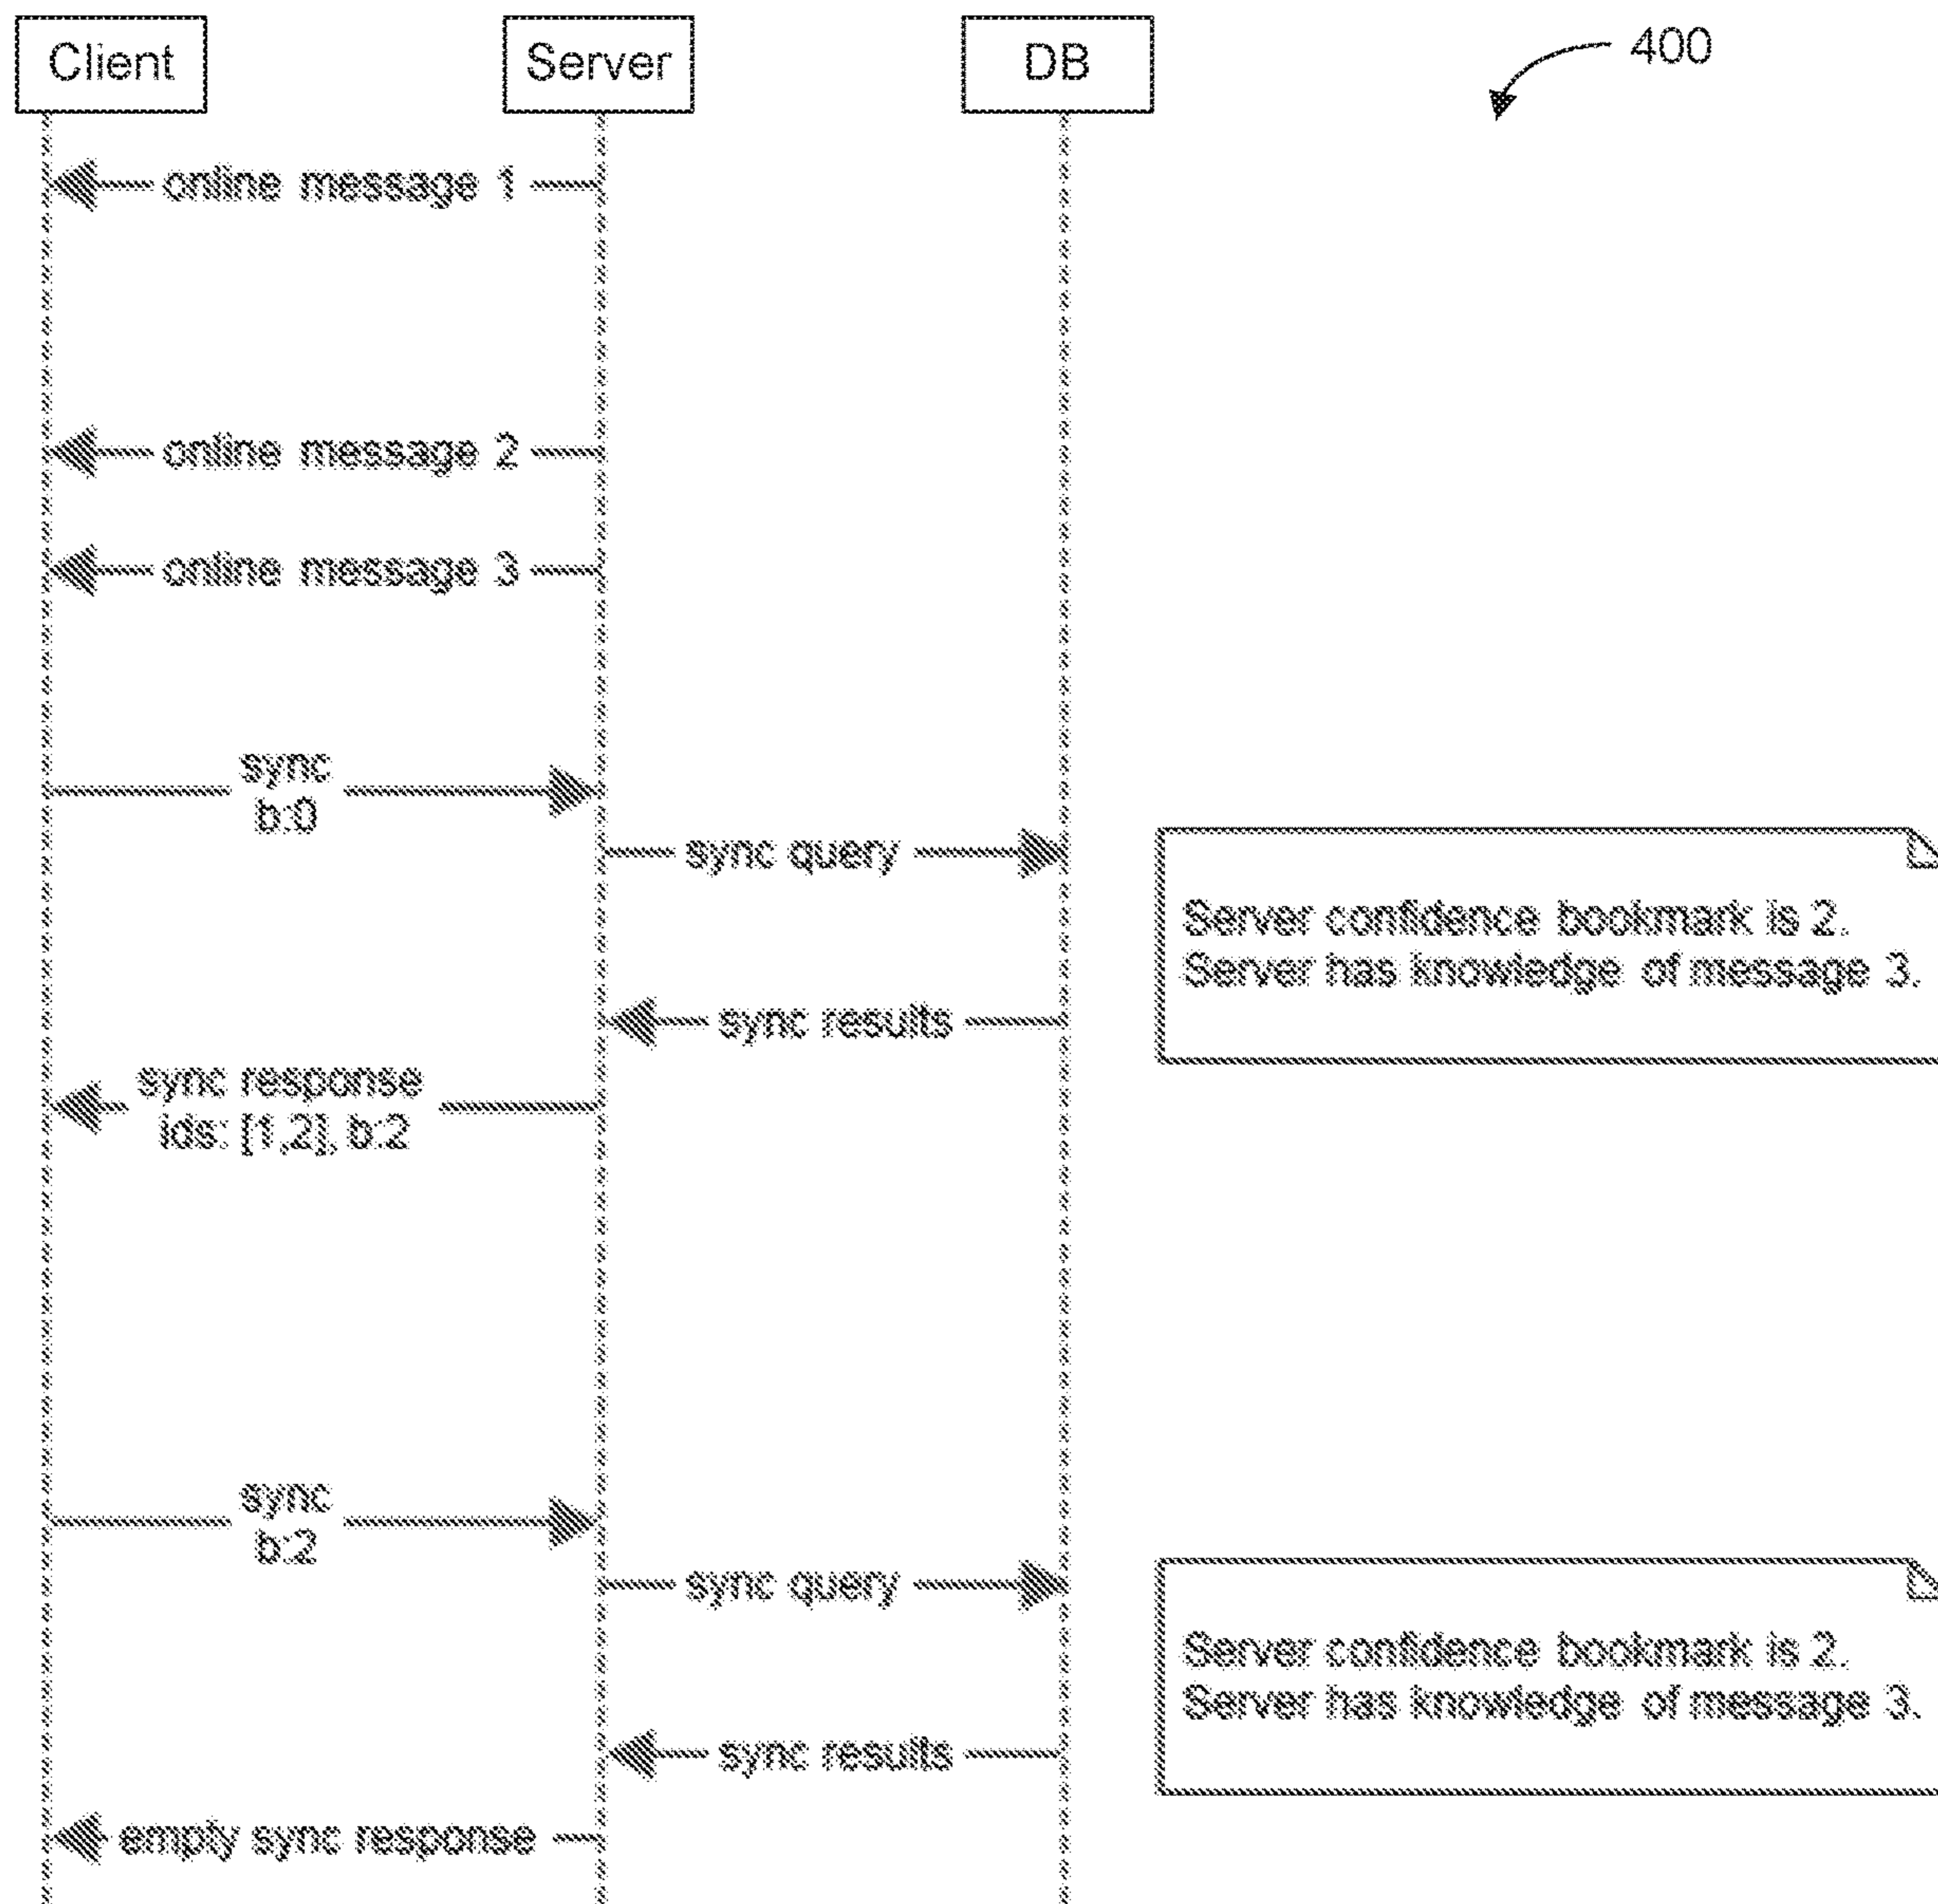 Client
Server
DB
400
online message 1
online message 2
online message 3
sync
b:0
sync query
Server confidence bookmark is 2.
Server has knowledge of message 3.
sync results
sync response
ids: [1,2], b:2
sync
b:2
sync query
Server confidence bookmark is 2.
Server has knowledge of message 3.
sync results
empty sync response